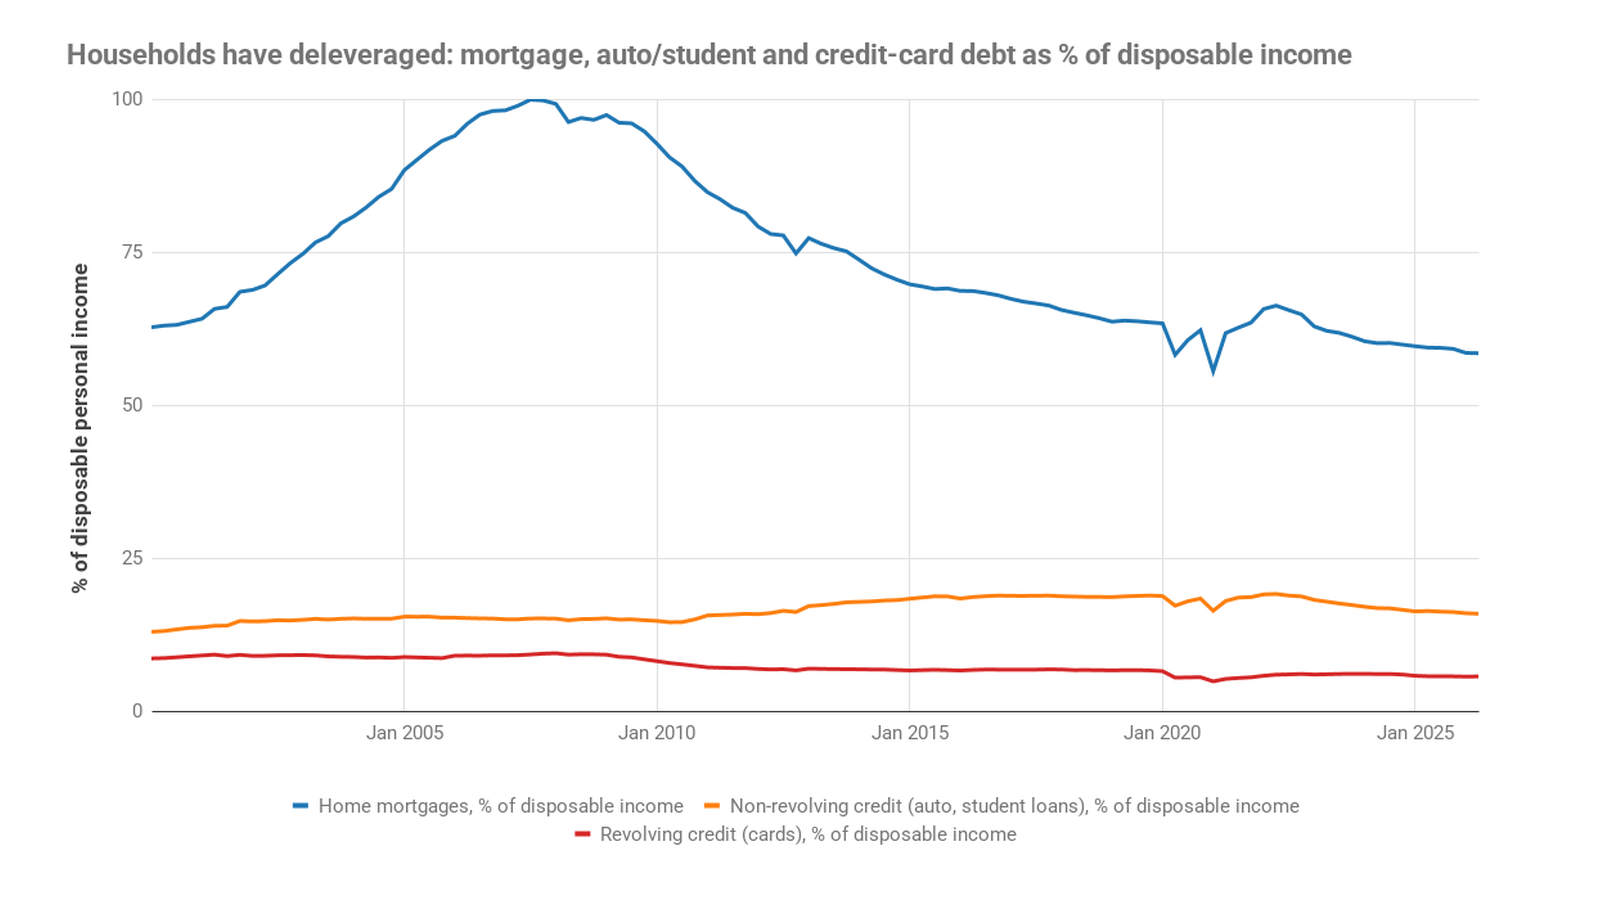 Households have deleveraged: mortgage, auto/student and credit-card debt as % of disposable income
% of disposable personal income
100
75
50
25
0
Jan 2005
Jan 2010
Jan 2015
Jan 2020
Jan 2025
Home mortgages, % of disposable income
Non-revolving credit (auto, student loans), % of disposable income
Revolving credit (cards), % of disposable income